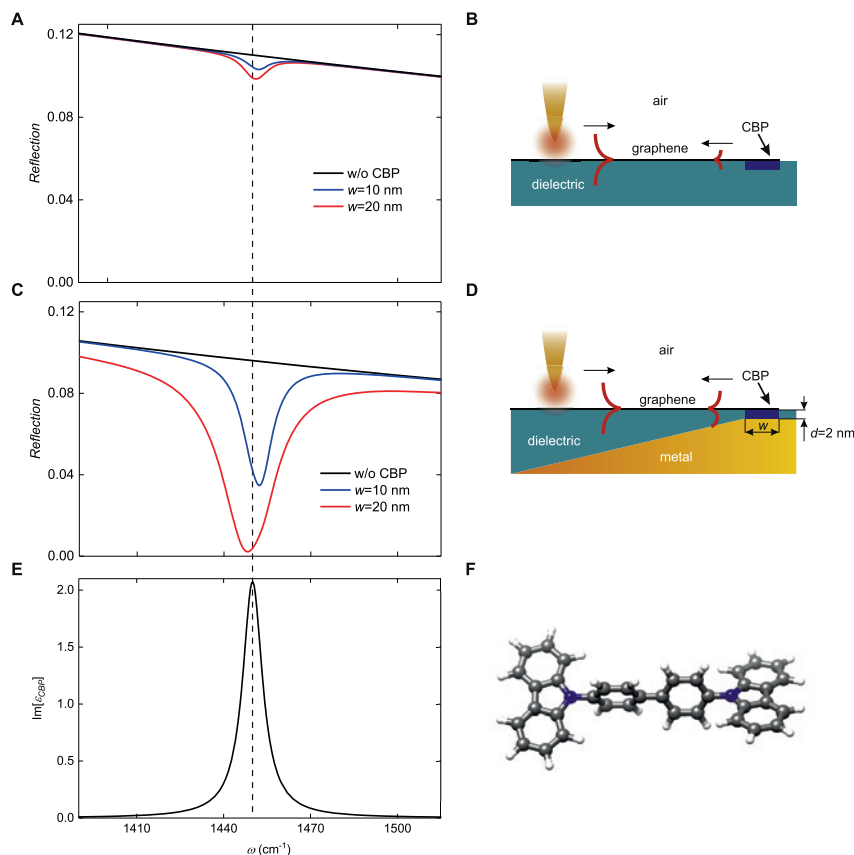 A
0.12
0.08
0.04
0.00
Reflection
w/o CBP
w=10 nm
w=20 nm
B
air
graphene
CBP
dielectric
C
0.12
0.08
0.04
0.00
Reflection
w/o CBP
w=10 nm
w=20 nm
D
air
graphene
CBP
dielectric
w
d=2 nm
metal
E
2.0
1.5
1.0
0.5
0.0
Im[εCBP]
1410
1440
1470
1500
ω (cm⁻¹)
F